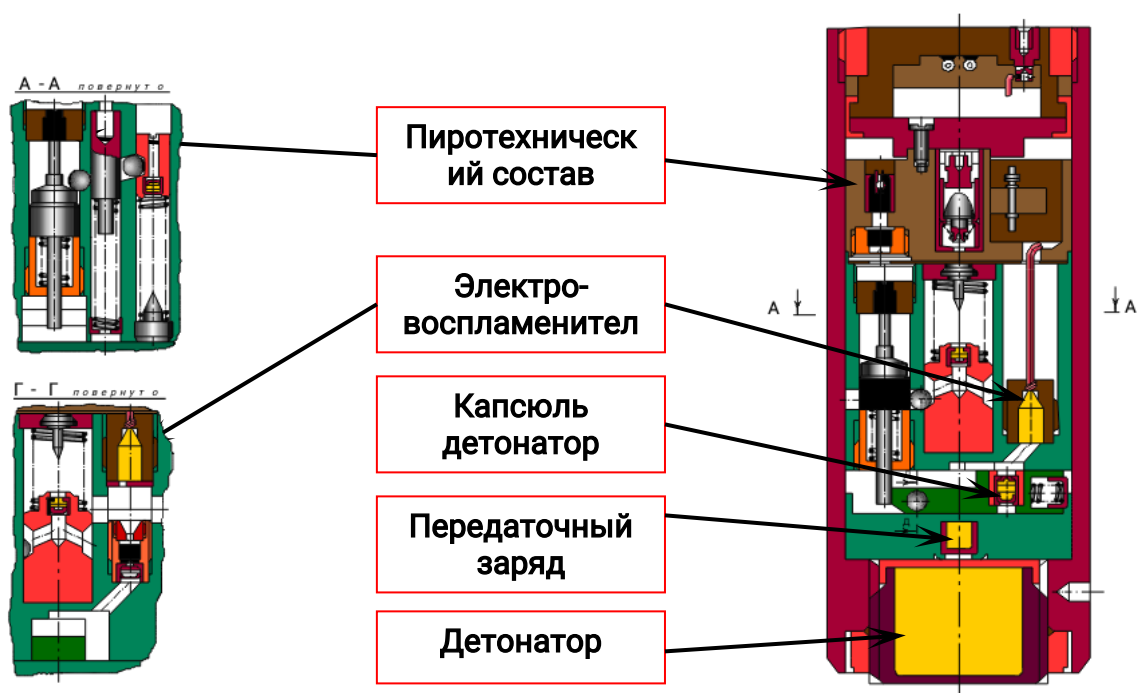 А - А повернуто
Пиротехническ
ий состав
Электро-
воспламенител
А
А
Г - Г повернуто
Капсюль
детонатор
Передаточный
заряд
Детонатор